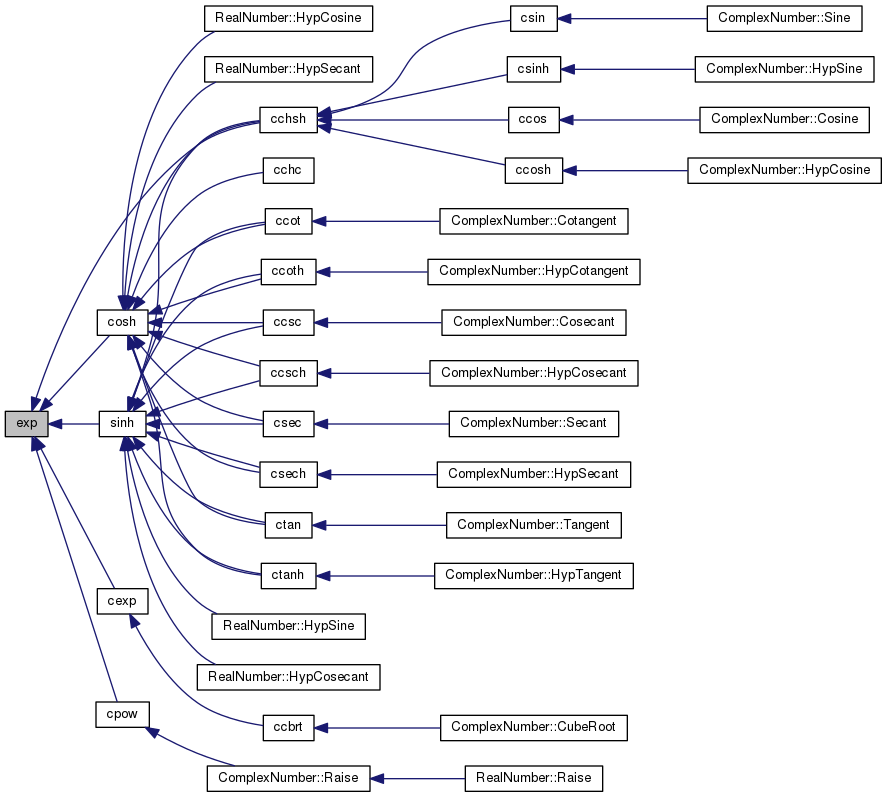 RealNumber::HypCosine
csin
ComplexNumber::Sine
RealNumber::HypSecant
csinh
ComplexNumber::HypSine
cchsh
ccos
ComplexNumber::Cosine
cchc
ccosh
ComplexNumber::HypCosine
ccot
ComplexNumber::Cotangent
ccoth
ComplexNumber::HypCotangent
cosh
ccsc
ComplexNumber::Cosecant
ccsch
ComplexNumber::HypCosecant
exp
sinh
csec
ComplexNumber::Secant
csech
ComplexNumber::HypSecant
ctan
ComplexNumber::Tangent
ctanh
ComplexNumber::HypTangent
cexp
RealNumber::HypSine
RealNumber::HypCosecant
cpow
ccbrt
ComplexNumber::CubeRoot
ComplexNumber::Raise
RealNumber::Raise